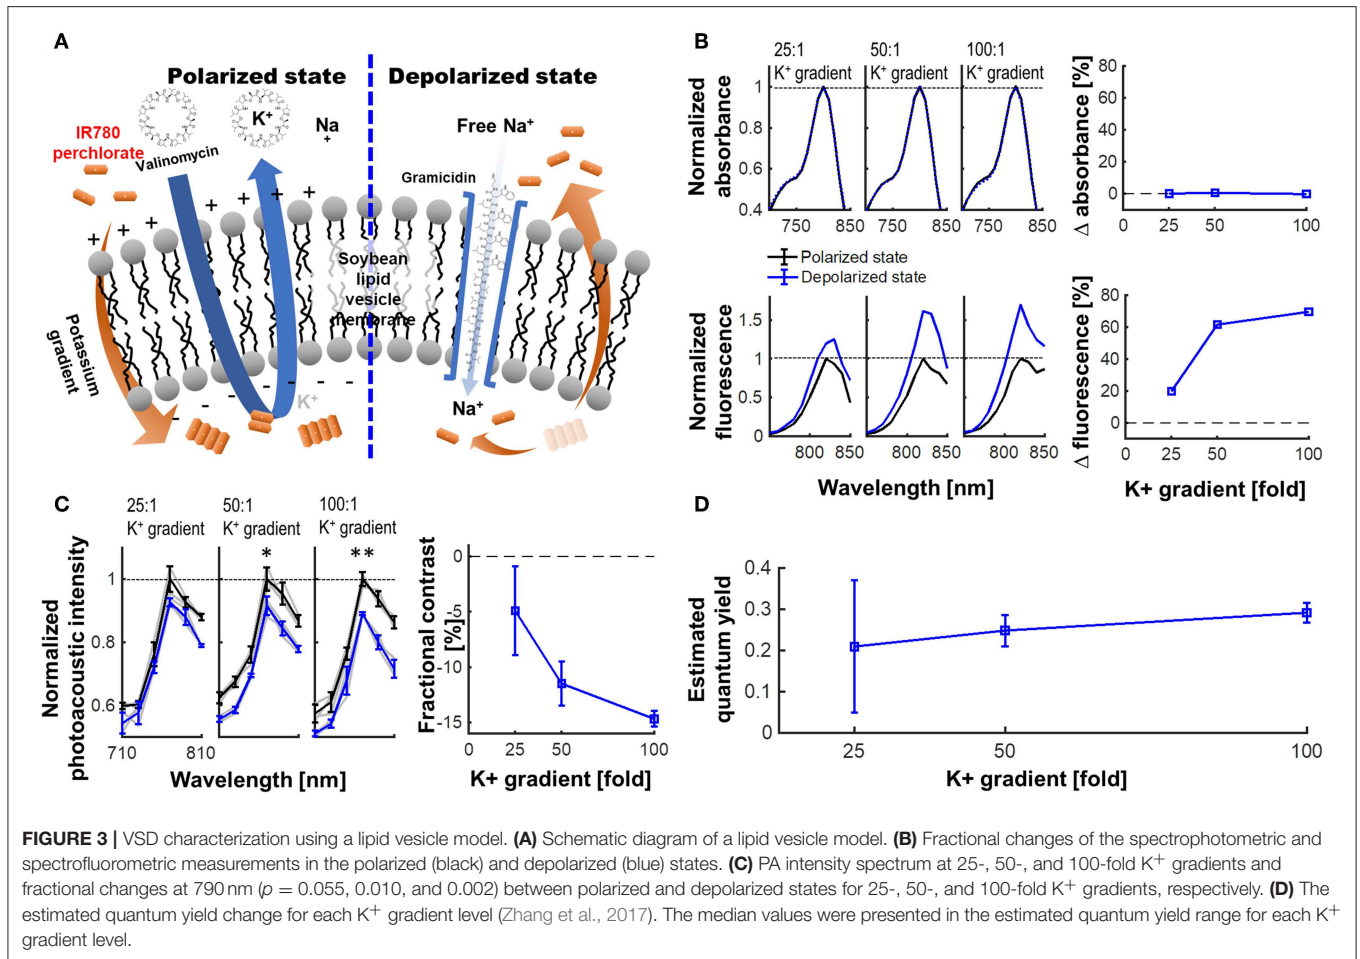 A
Polarized state
Depolarized state
IR780
perchlorate
Valinomycin
K+
Na
+
Free Na+
Gramicidin
+ + + + + + + +
Soybean
lipid
vesicle
membrane
Potassium
gradient
- - - - - - -
K+
Na+
B
25:1
K+ gradient
50:1
K+ gradient
100:1
K+ gradient
Normalized
absorbance
1
0.8
0.6
0.4
750 850
750 850
750 850
Δ absorbance [%]
80
60
40
20
0
0 25 50 100
Polarized state
Depolarized state
Normalized
fluorescence
1.5
1
0.5
0
800 850
800 850
800 850
Wavelength [nm]
Δ fluorescence [%]
80
60
40
20
0
0 25 50 100
K+ gradient [fold]
C
25:1
K+ gradient
50:1
K+ gradient
100:1
K+ gradient
*
**
Normalized
photoacoustic intensity
1
0.8
0.6
710 810
Wavelength [nm]
Fractional contrast
[%]
0
-5
-10
-15
0 25 50 100
K+ gradient [fold]
D
Estimated
quantum yield
0.4
0.3
0.2
0.1
0
25 50 100
K+ gradient [fold]
FIGURE 3 | VSD characterization using a lipid vesicle model. (A) Schematic diagram of a lipid vesicle model. (B) Fractional changes of the spectrophotometric and
spectrofluorometric measurements in the polarized (black) and depolarized (blue) states. (C) PA intensity spectrum at 25-, 50-, and 100-fold K+ gradients and
fractional changes at 790 nm (p = 0.055, 0.010, and 0.002) between polarized and depolarized states for 25-, 50-, and 100-fold K+ gradients, respectively. (D) The
estimated quantum yield change for each K+ gradient level (Zhang et al., 2017). The median values were presented in the estimated quantum yield range for each K+
gradient level.